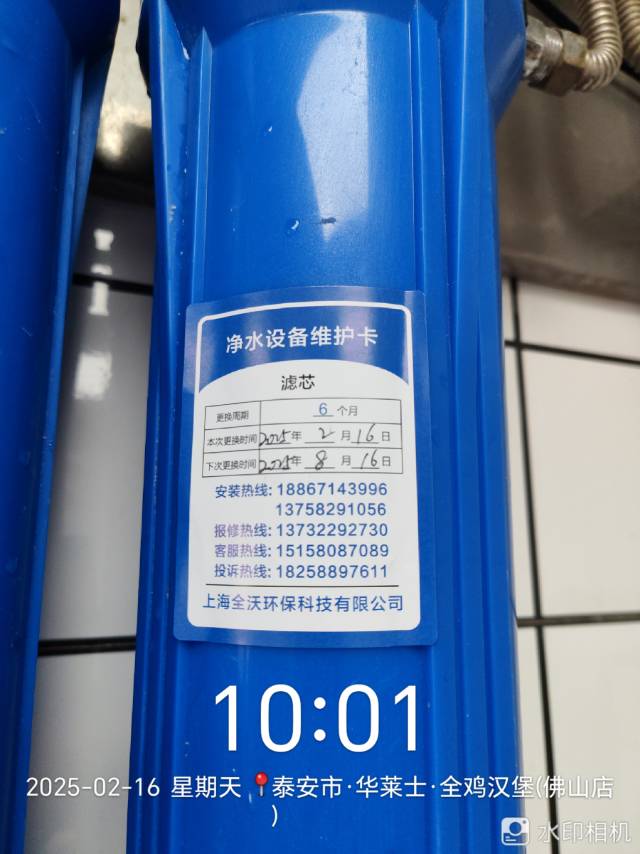 净水设备维护卡
滤芯
更换周期 6 个月
本次更换时间 2025年 2 月 16 日
下次更换时间 2025年 8 月 16 日
安装热线: 18867143996
13758291056
报修热线: 13732292730
客服热线: 15158087089
投诉热线: 18258897611
上海全沃环保科技有限公司
10:01
2025-02-16 星期天 📍泰安市·华莱士·全鸡汉堡(佛山店
)
水印相机